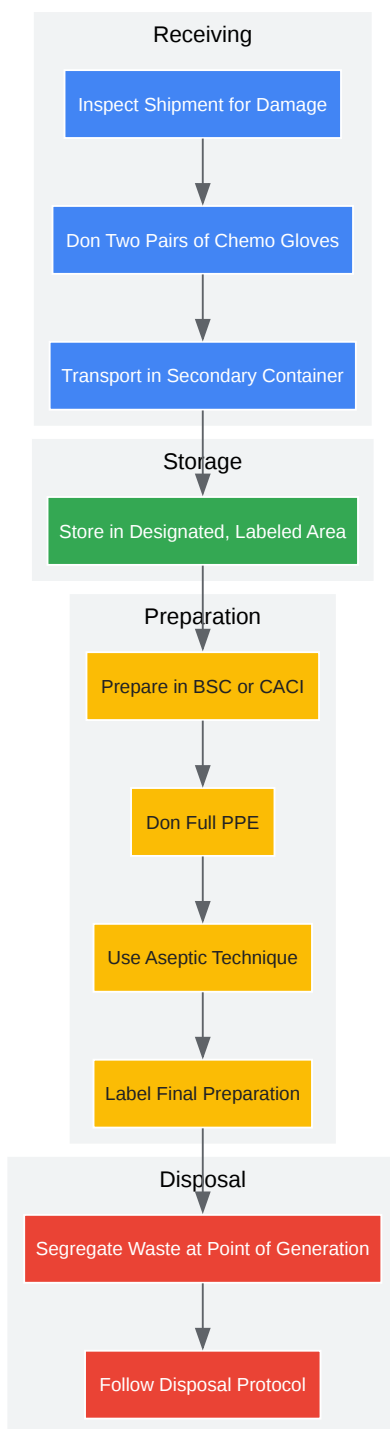 Receiving
Inspect Shipment for Damage
Don Two Pairs of Chemo Gloves
Transport in Secondary Container
Storage
Store in Designated, Labeled Area
Preparation
Prepare in BSC or CACI
Don Full PPE
Use Aseptic Technique
Label Final Preparation
Disposal
Segregate Waste at Point of Generation
Follow Disposal Protocol